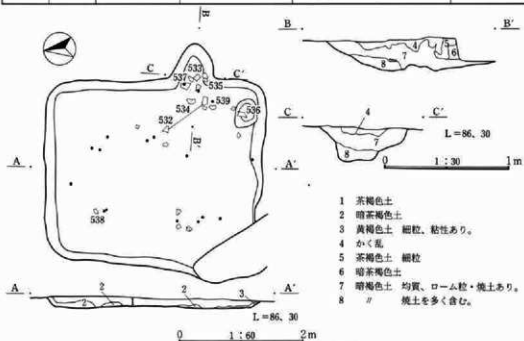 B
B'
B
C
533
C'
537
535
534
539
536
532
B'
A
A'
538
A
2
2
3
A'
L=86, 30
0
1 : 60
2 m
4
5
6
7
8
C
C'
4
7
8
L=86, 30
0
1 : 30
1 m
1 茶褐色土
2 暗茶褐色土
3 黄褐色土 細粒、粘性あり。
4 かく乱
5 茶褐色土 細粒
6 暗茶褐色土
7 暗褐色土 均質、ローム粒・焼土あり。
8 〃 焼土を多く含む。